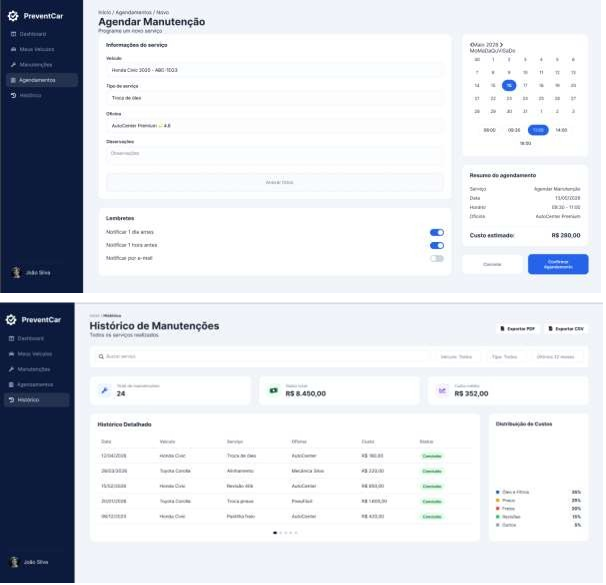 PreventCar
Dashboard
Meus Veículos
Manutenções
Agendamentos
Histórico
João Silva
Início / Agendamentos / Novo
Agendar Manutenção
Programe um novo serviço
Informações do serviço
Veículo
Honda Civic 2020 - ABC-1D23
Tipo de serviço
Troca de óleo
Oficina
AutoCenter Premium 4.8
Observações
Observações
Anexar fotos
Lembretes
Notificar 1 dia antes
Notificar 1 hora antes
Notificar por e-mail
Maio 2026
30 1 2 3 4 5 6
7 8 9 10 11 12 13
14 15 16 17 18 19 20
21 22 23 24 25 26 27
28 29 30 31 1 2 3
08:00 09:30 11:00 14:00
16:00
Resumo do agendamento
Serviço Agendar Manutenção
Data 13/05/2026
Horário 09:30 - 11:00
Oficina AutoCenter Premium
Custo estimado: R$ 280,00
Cancelar
Confirmar
Agendamento
PreventCar
Dashboard
Meus Veículos
Manutenções
Agendamentos
Histórico
João Silva
Início / Histórico
Histórico de Manutenções
Todos os serviços realizados
Exportar PDF
Exportar CSV
Buscar serviço
Veículo: Todos
Tipo: Todos
Últimos 12 meses
Total de manutenções
24
R$ 8.450,00
Custo médio
R$ 352,00
Histórico Detalhado
Data Veículo Serviço Oficina Custo Status
12/04/2026 Honda Civic Troca de óleo AutoCenter R$ 180,00 Concluído
28/03/2026 Toyota Corolla Alinhamento Mecânica Silva R$ 220,00 Concluído
15/02/2026 Honda Civic Revisão 40k AutoCenter R$ 850,00 Concluído
20/01/2026 Toyota Corolla Troca pneus PneuFácil R$ 1.600,00 Concluído
08/12/2025 Honda Civic Pastilha freio AutoCenter R$ 420,00 Concluído
Distribuição de Custos
Óleo e Filtros 35%
Pneus 25%
Freios 20%
Revisões 15%
Outros 5%